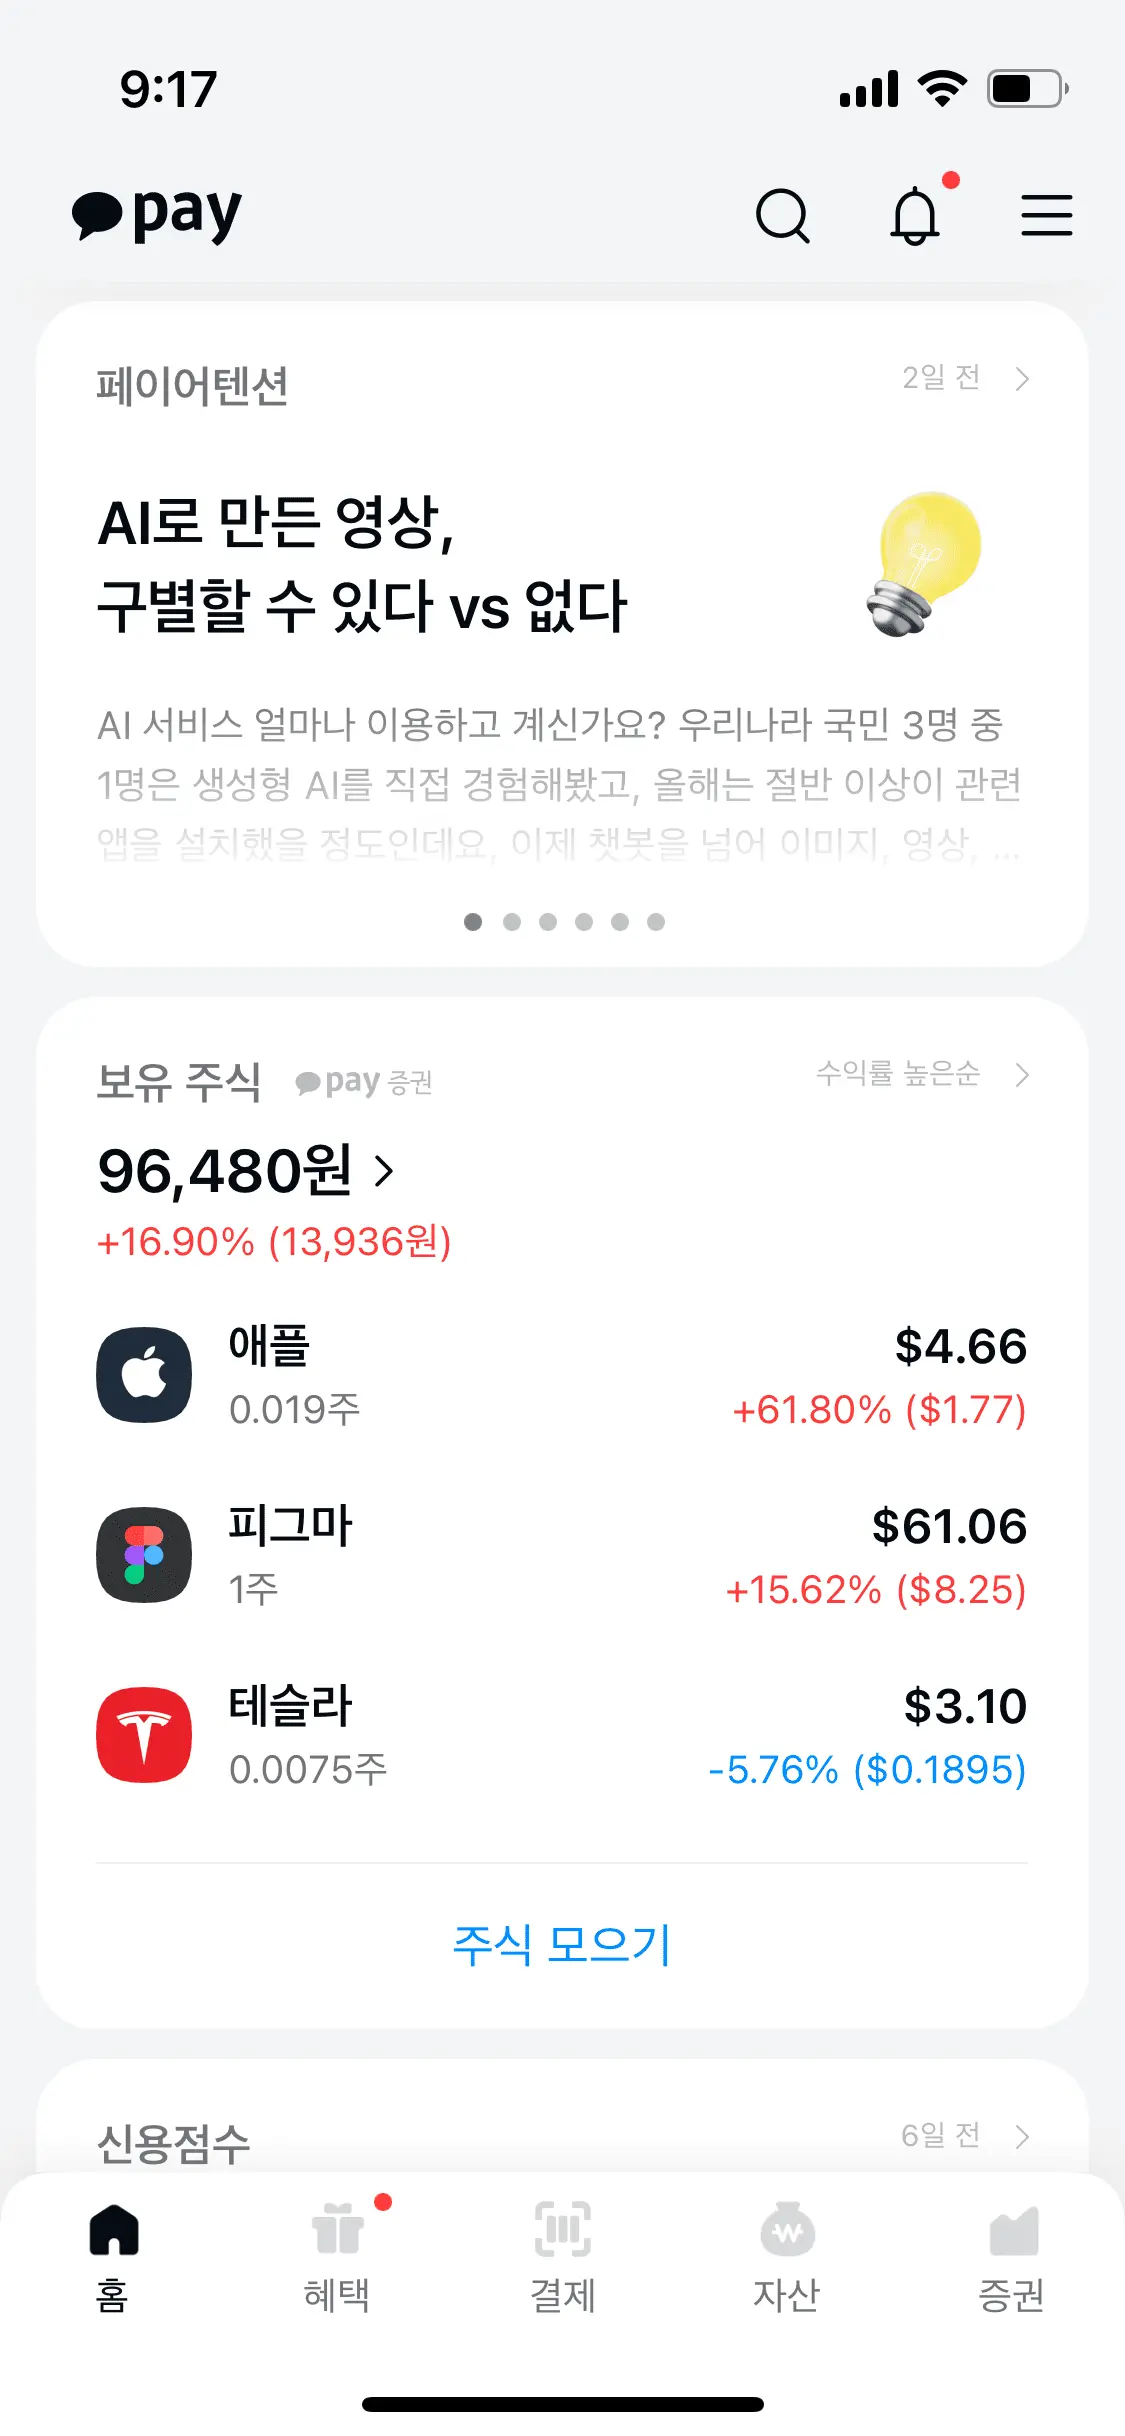 9:17
pay
페이어텐션
2일 전
AI로 만든 영상,
구별할 수 있다 vs 없다
AI 서비스 얼마나 이용하고 계신가요? 우리나라 국민 3명 중
1명은 생성형 AI를 직접 경험해봤고, 올해는 절반 이상이 관련
앱을 설치했을 정도인데요, 이제 챗봇을 넘어 이미지, 영상, ...
보유 주식 pay 증권
수익률 높은순
96,480원
+16.90% (13,936원)
애플
$4.66
0.019주
+61.80% ($1.77)
피그마
$61.06
1주
+15.62% ($8.25)
테슬라
$3.10
0.0075주
-5.76% ($0.1895)
주식 모으기
신용점수
6일 전
홈
혜택
결제
자산
증권